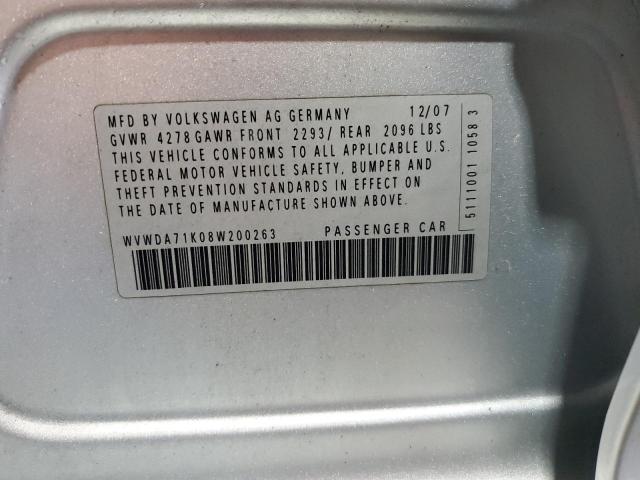 MFD BY VOLKSWAGEN AG GERMANY 12/07
GVWR 4278 GAWR FRONT 2293/ REAR 2096 LBS
THIS VEHICLE CONFORMS TO ALL APPLICABLE U.S.
FEDERAL MOTOR VEHICLE SAFETY, BUMPER AND
THEFT PREVENTION STANDARDS IN EFFECT ON
THE DATE OF MANUFACTURE SHOWN ABOVE.
WVWDA71K08W200263 PASSENGER CAR
5111001 1058 3